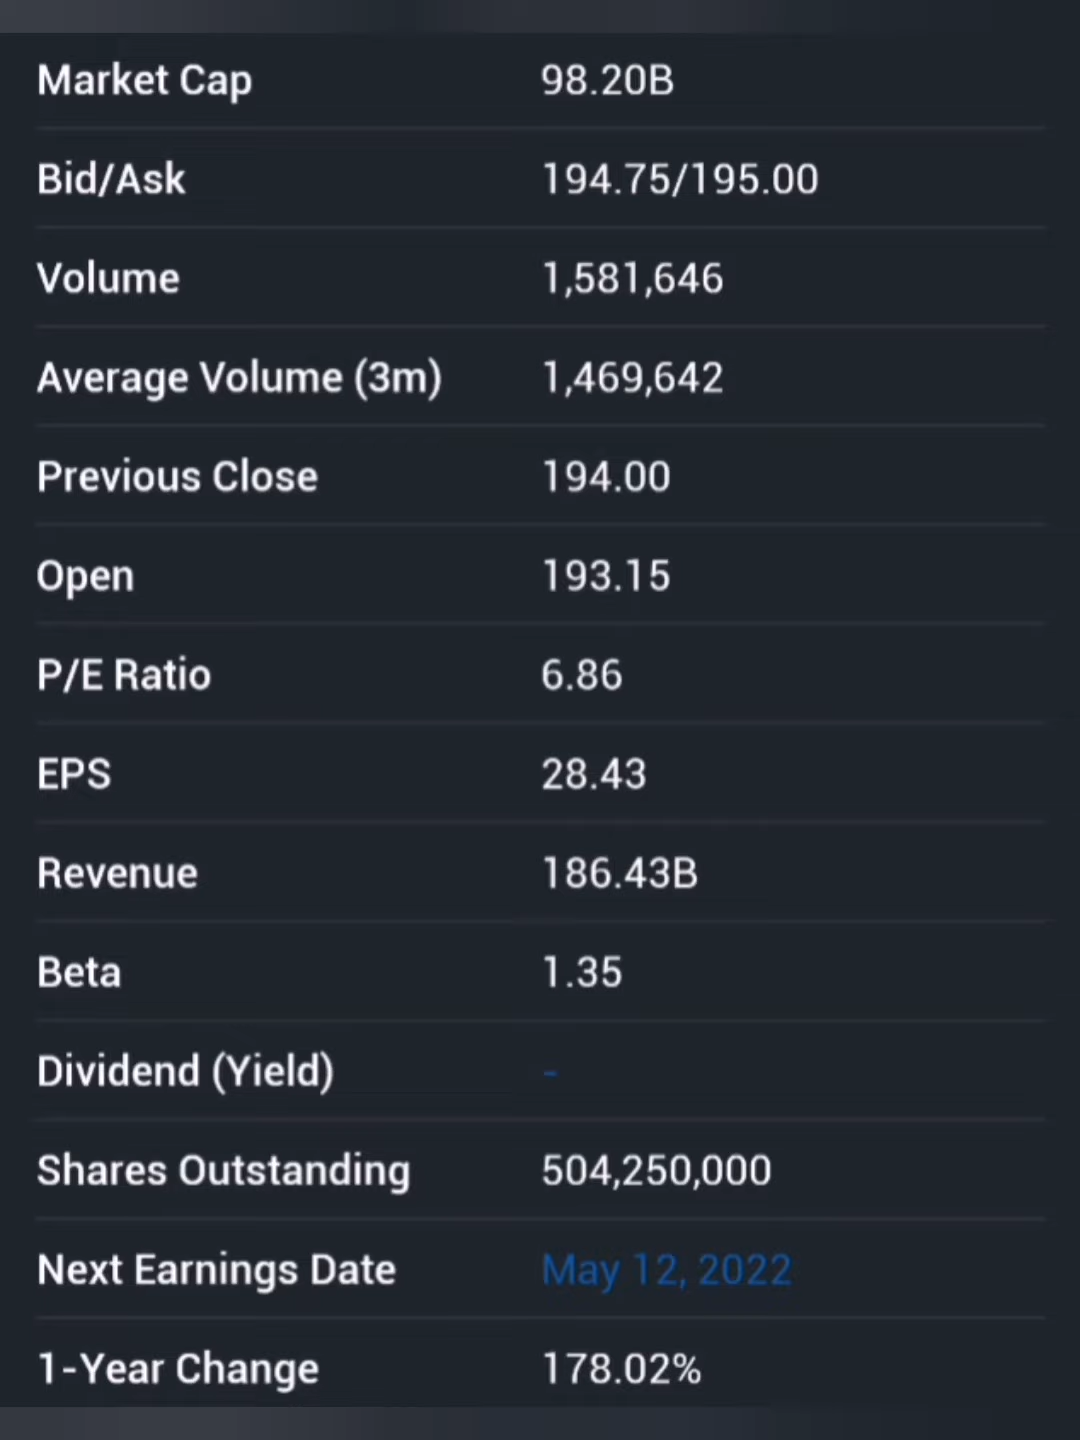 Market Cap 98.20B
Bid/Ask 194.75/195.00
Volume 1,581,646
Average Volume (3m) 1,469,642
Previous Close 194.00
Open 193.15
P/E Ratio 6.86
EPS 28.43
Revenue 186.43B
Beta 1.35
Dividend (Yield) -
Shares Outstanding 504,250,000
Next Earnings Date May 12, 2022
1-Year Change 178.02%